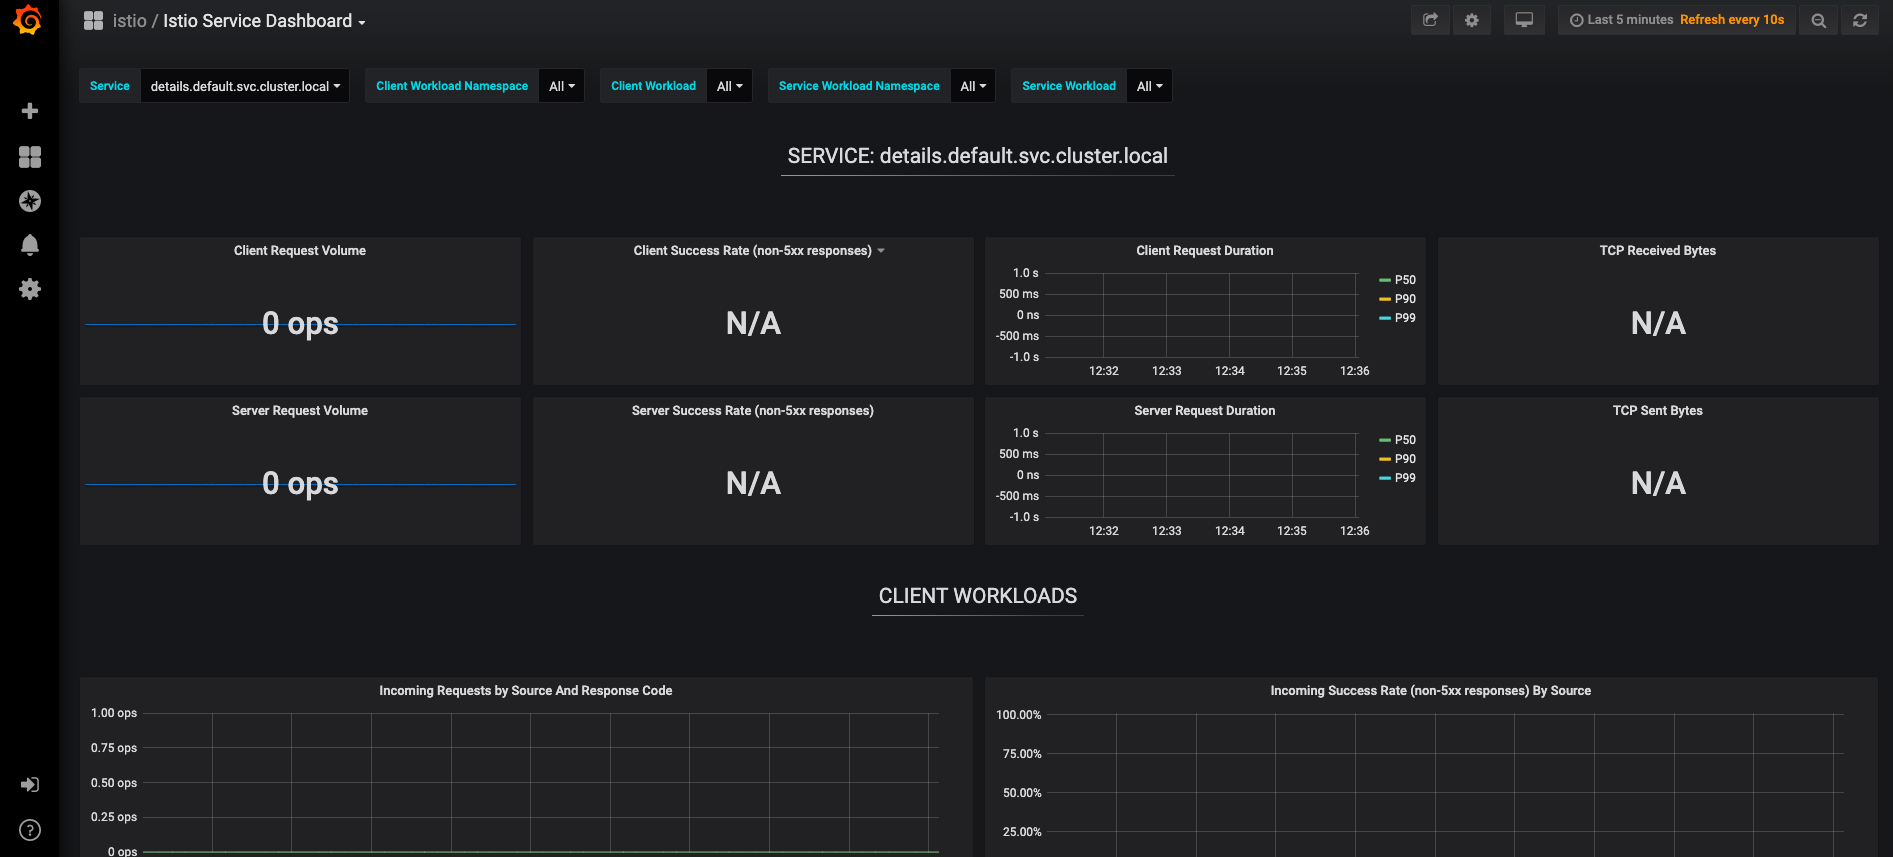 istio / Istio Service Dashboard
Last 5 minutes Refresh every 10s
Service details.default.svc.cluster.local Client Workload Namespace All Client Workload All Service Workload Namespace All Service Workload All
SERVICE: details.default.svc.cluster.local
Client Request Volume
0 ops
Client Success Rate (non-5xx responses)
N/A
Client Request Duration
1.0 s
500 ms
0 ns
-500 ms
-1.0 s
12:32 12:33 12:34 12:35 12:36
P50
P90
P99
TCP Received Bytes
N/A
Server Request Volume
0 ops
Server Success Rate (non-5xx responses)
N/A
Server Request Duration
1.0 s
500 ms
0 ns
-500 ms
-1.0 s
12:32 12:33 12:34 12:35 12:36
P50
P90
P99
TCP Sent Bytes
N/A
CLIENT WORKLOADS
Incoming Requests by Source And Response Code
1.00 ops
0.75 ops
0.50 ops
0.25 ops
0 ops
Incoming Success Rate (non-5xx responses) By Source
100.00%
75.00%
50.00%
25.00%